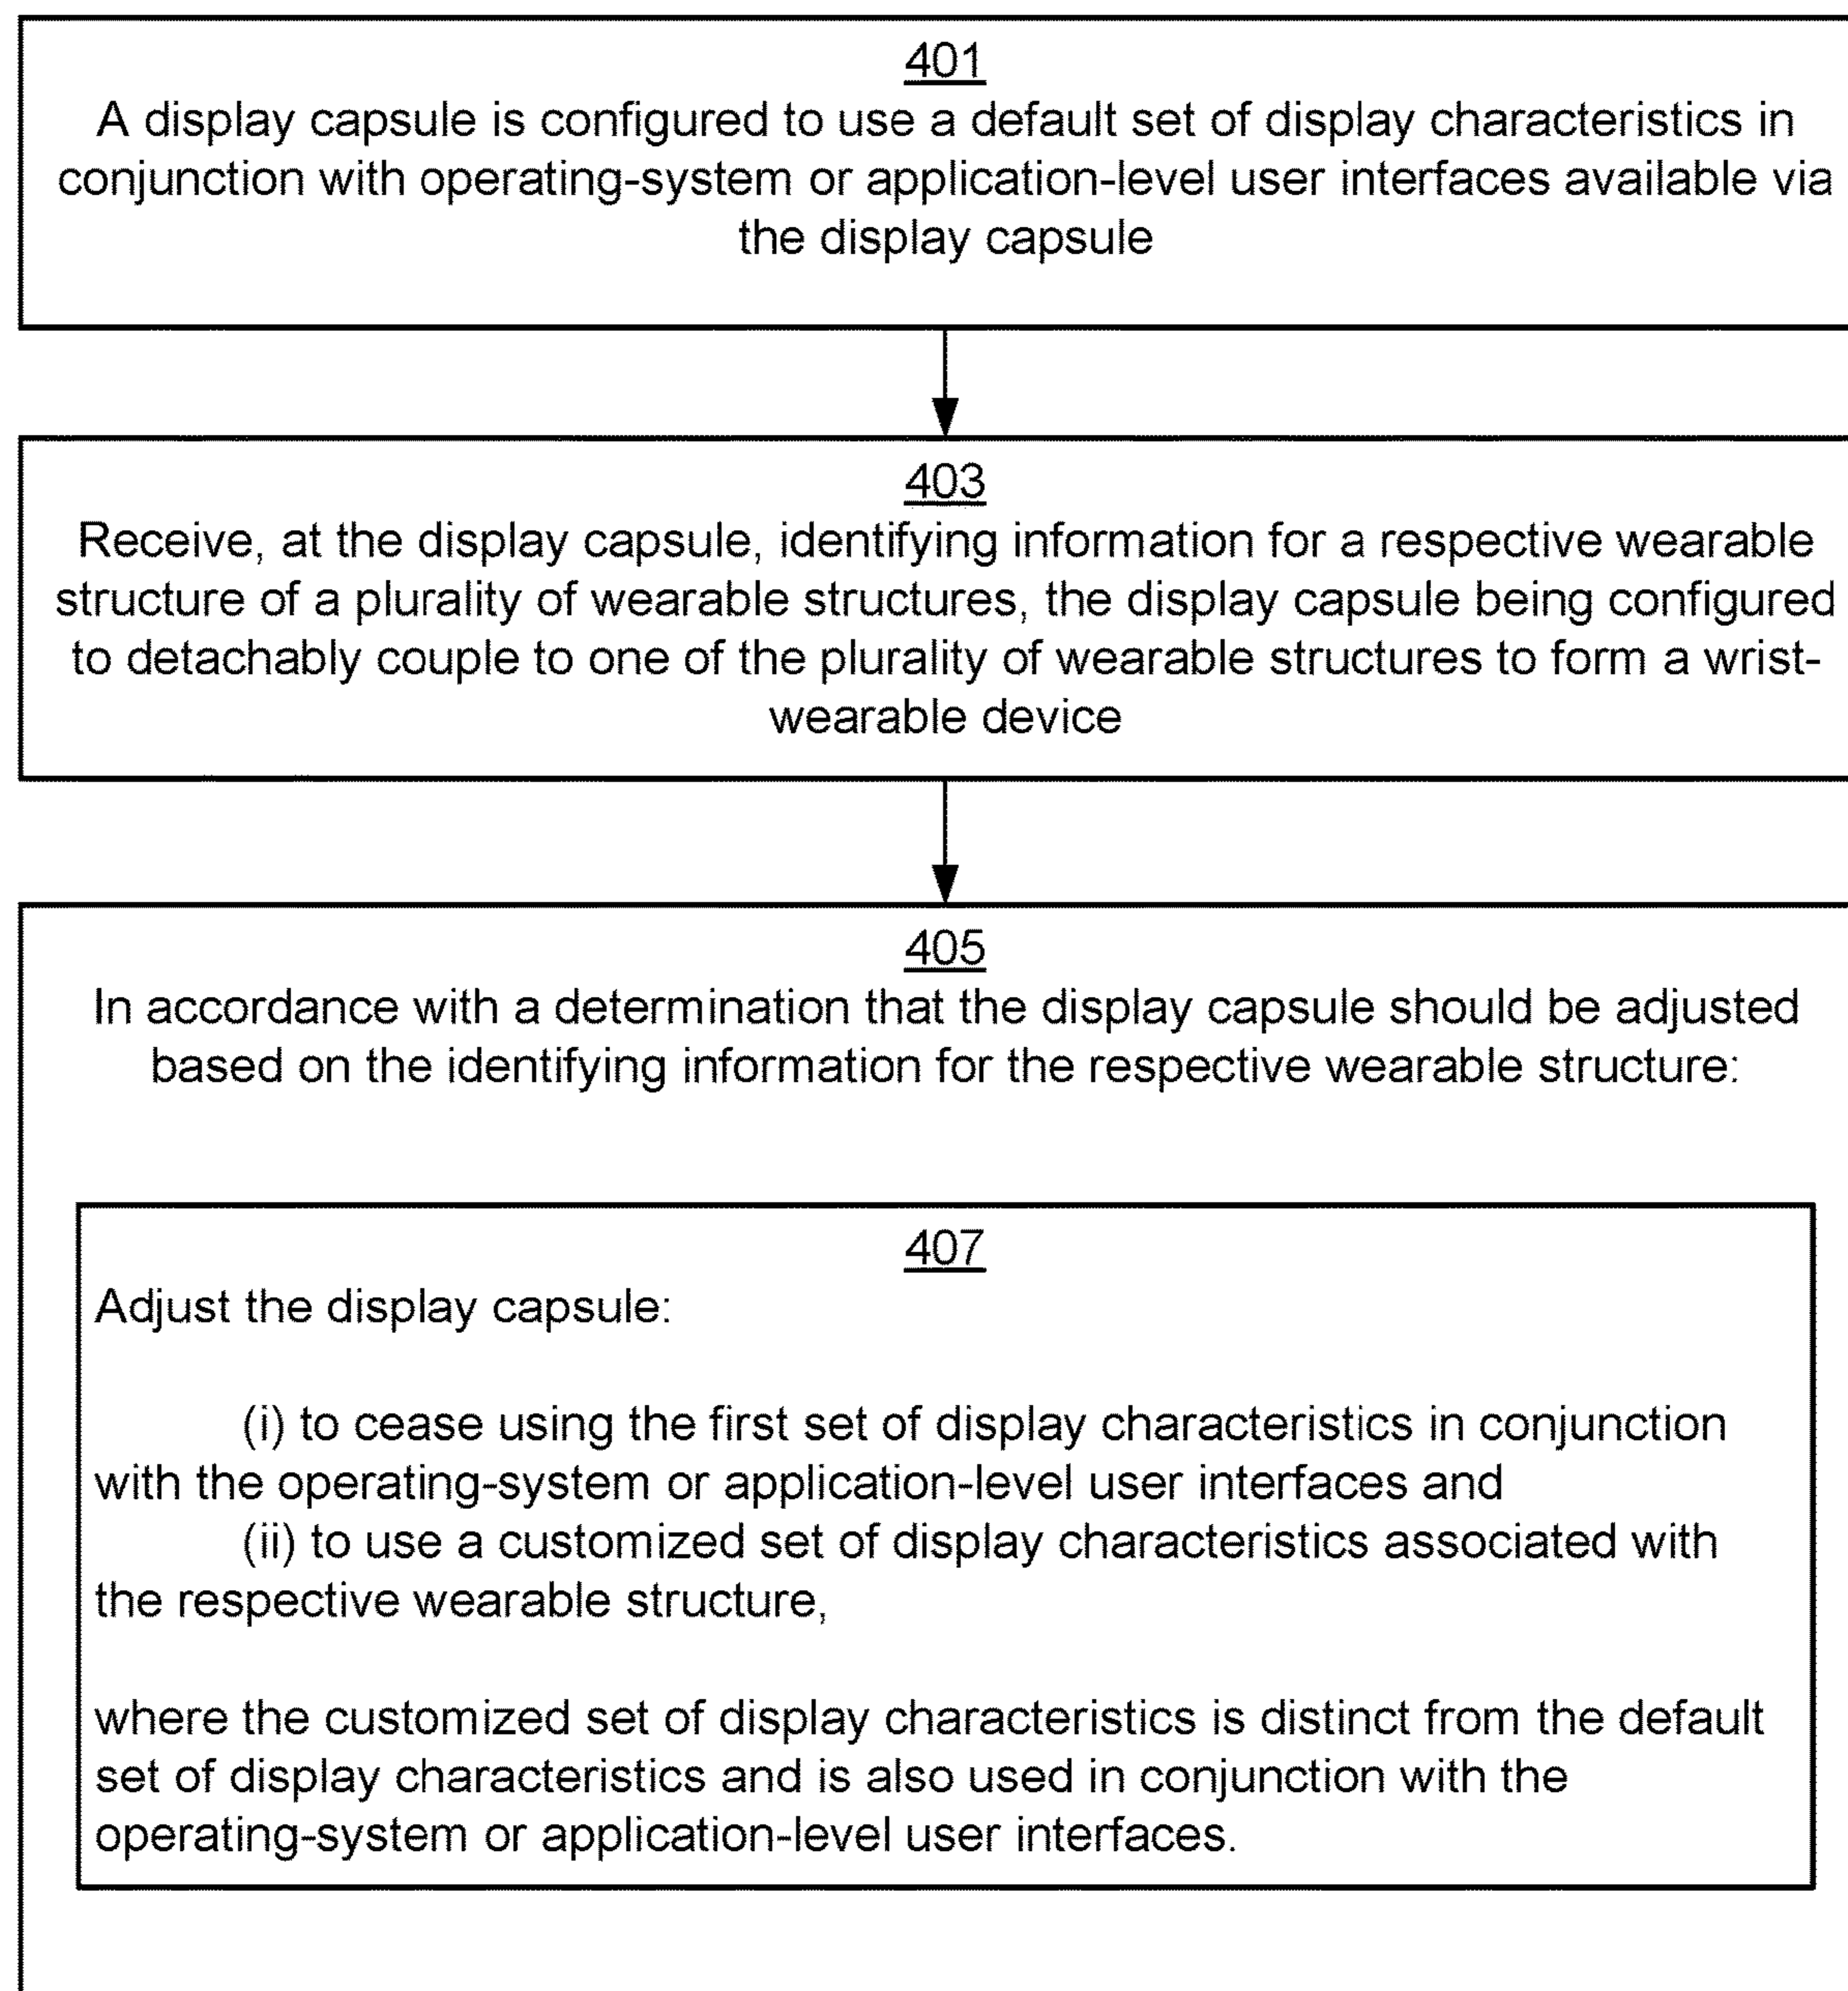 401
A display capsule is configured to use a default set of display characteristics in
conjunction with operating-system or application-level user interfaces available via
the display capsule
403
Receive, at the display capsule, identifying information for a respective wearable
structure of a plurality of wearable structures, the display capsule being configured
to detachably couple to one of the plurality of wearable structures to form a wrist-
wearable device
405
In accordance with a determination that the display capsule should be adjusted
based on the identifying information for the respective wearable structure:
407
Adjust the display capsule:
(i) to cease using the first set of display characteristics in conjunction
with the operating-system or application-level user interfaces and
(ii) to use a customized set of display characteristics associated with
the respective wearable structure,
where the customized set of display characteristics is distinct from the default
set of display characteristics and is also used in conjunction with the
operating-system or application-level user interfaces.